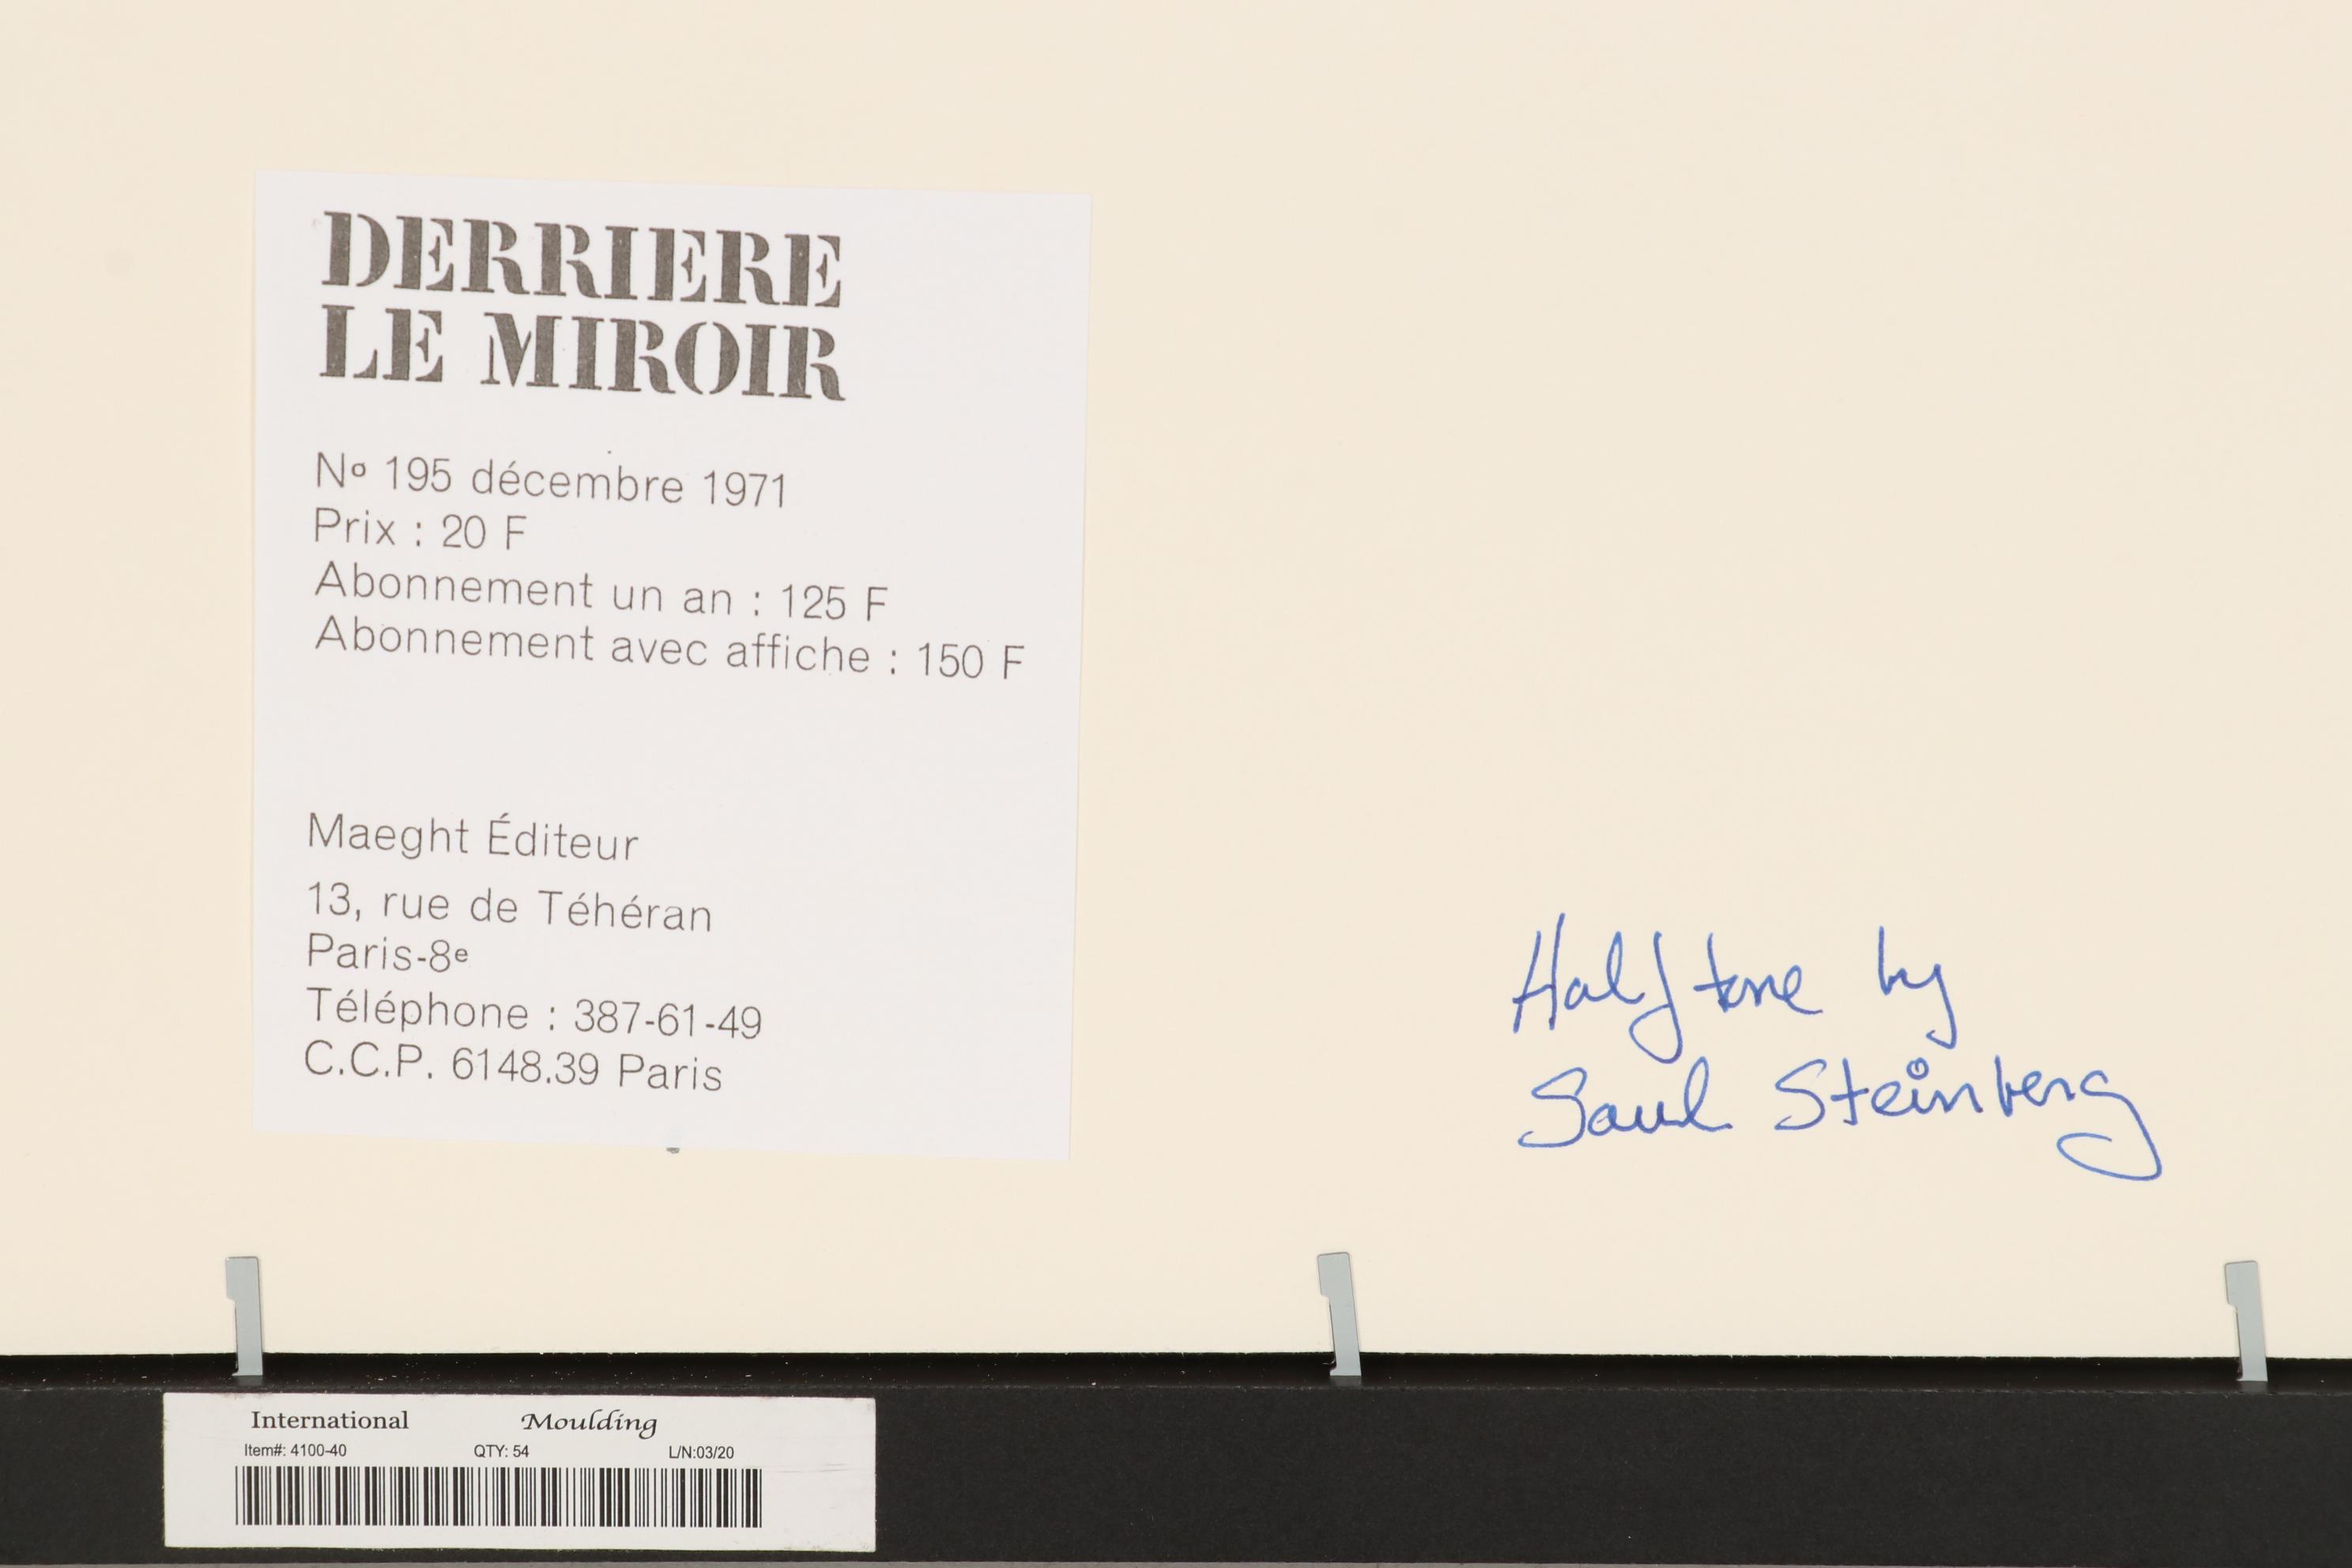 DERRIERE
LE MIROIR
Nº 195 décembre 1971
Prix : 20 F
Abonnement un an : 125 F
Abonnement avec affiche : 150 F
Maeght Éditeur
13, rue de Téhéran
Paris-8e
Téléphone : 387-61-49
C.C.P. 6148.39 Paris
Halftone by
Saul Steinberg
International Moulding
Item#: 4100-40 QTY: 54 L/N:03/20